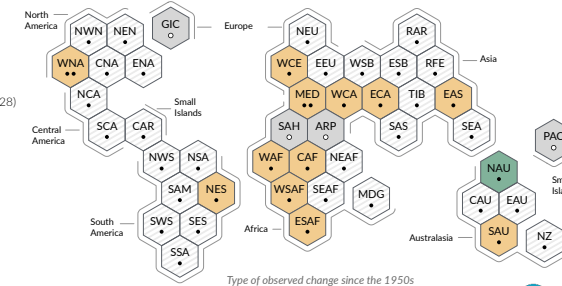 North
America
GIC
Europe
NWN NEN
NEU
RAR
WNA CNA ENA
WCE EEU WSB ESB RFE
Asia
NCA
MED WCA ECA TIB EAS
28)
Small
Islands
Central
America
SCA CAR
SAH ARP
SAS
SEA
PAC
NWS NSA
WAF CAF NEAF
NAU
Sm
Isla
SAM NES
WSAF SEAF
MDG
CAU EAU
South
America
SWS SES
Africa
ESAF
Australasia
SAU
NZ
SSA
Type of observed change since the 1950s